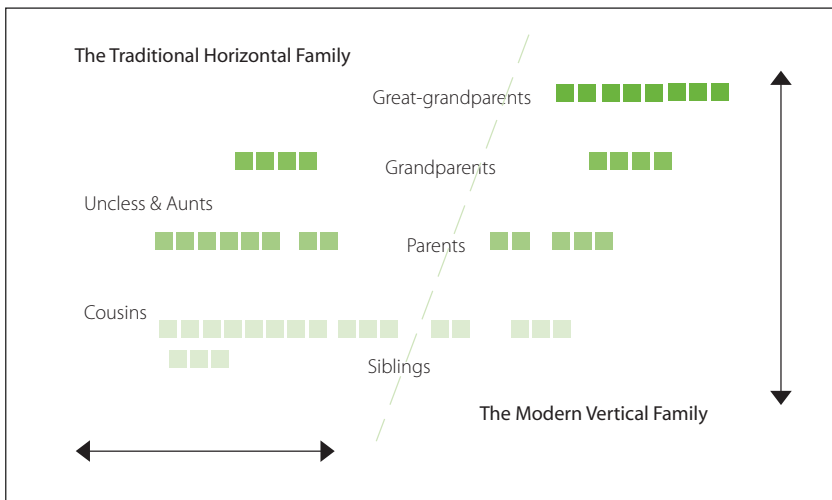 The Traditional Horizontal Family
Great-grandparents
Grandparents
Uncless & Aunts
Parents
Cousins
Siblings
The Modern Vertical Family